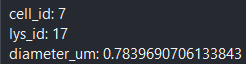 cell_id: 7
lys_id: 17
diameter_um: 0.7839690706133843